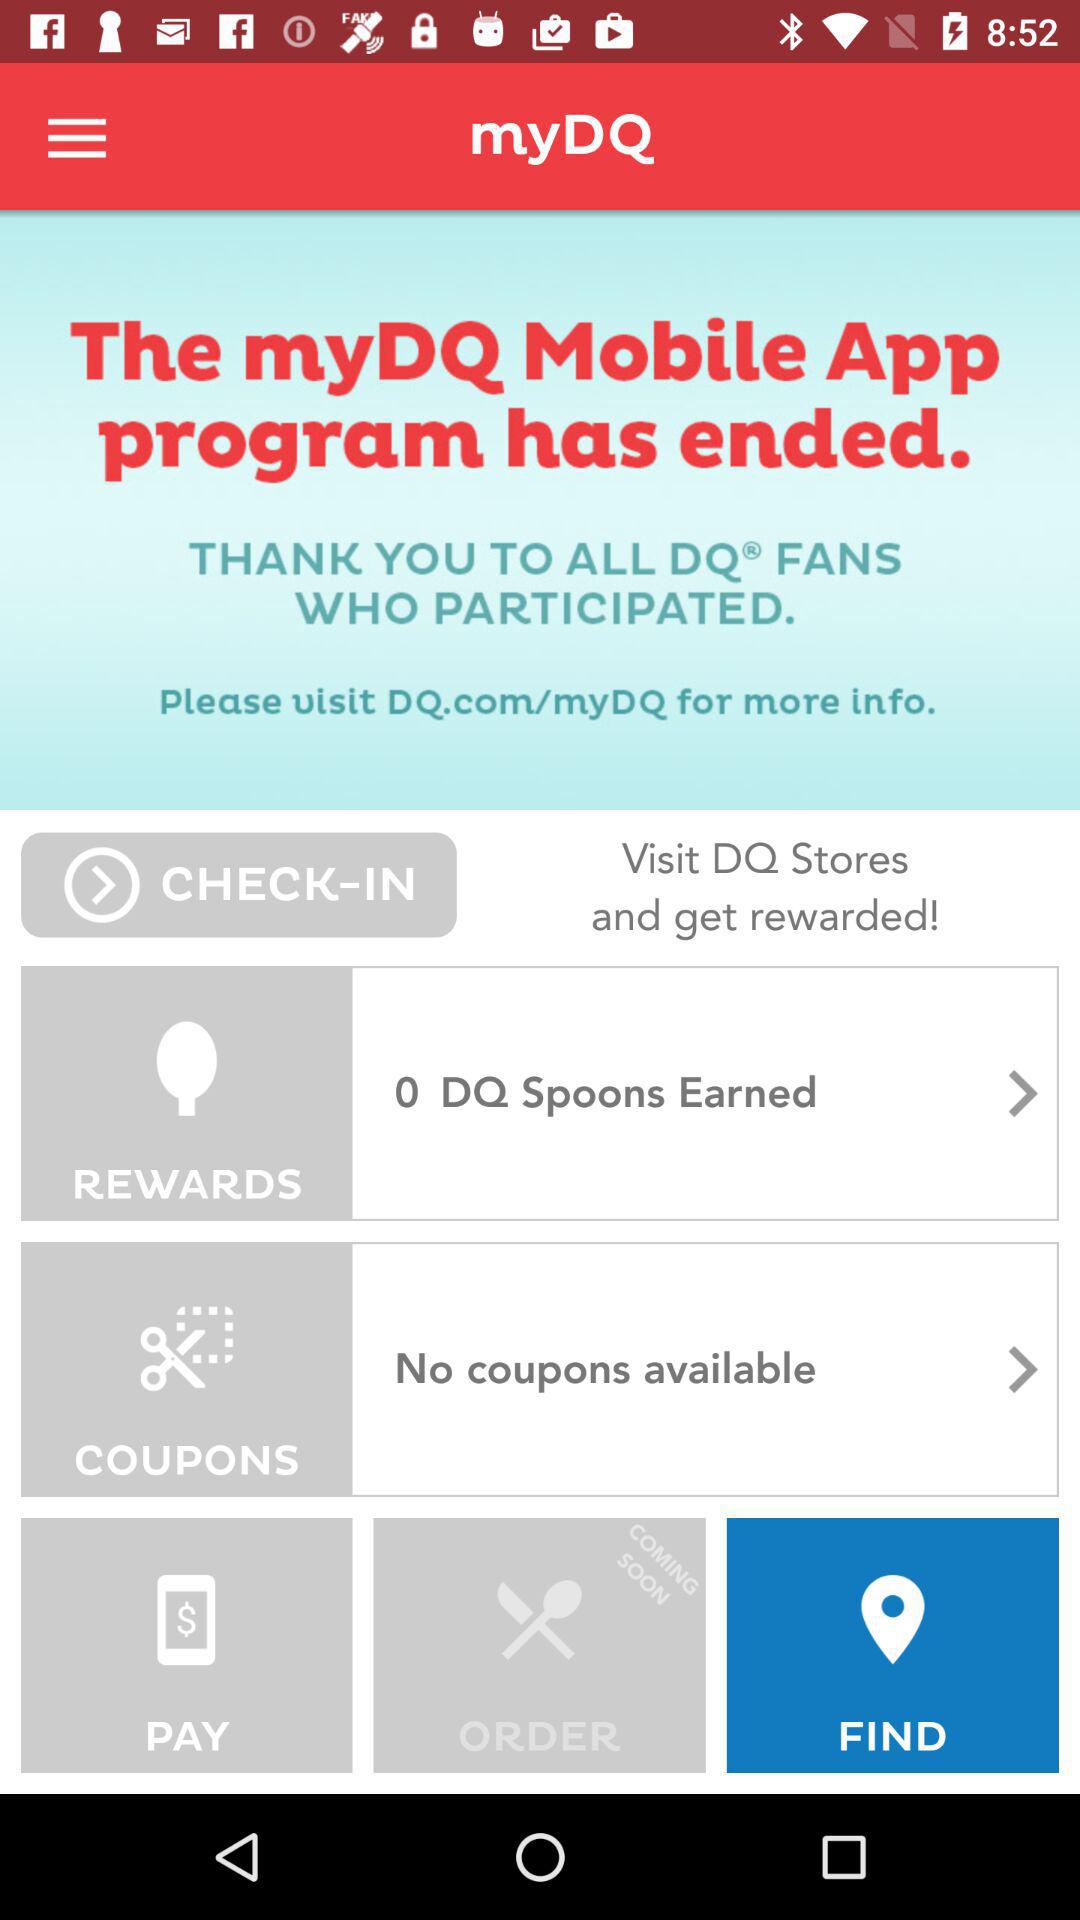 FAKE
8:52
myDQ
The myDQ Mobile App
program has ended.
THANK YOU TO ALL DQ® FANS
WHO PARTICIPATED.
Please visit DQ.com/myDQ for more info.
CHECK-IN
Visit DQ Stores
and get rewarded!
REWARDS
0 DQ Spoons Earned
COUPONS
No coupons available
$
PAY
COMING
SOON
ORDER
FIND